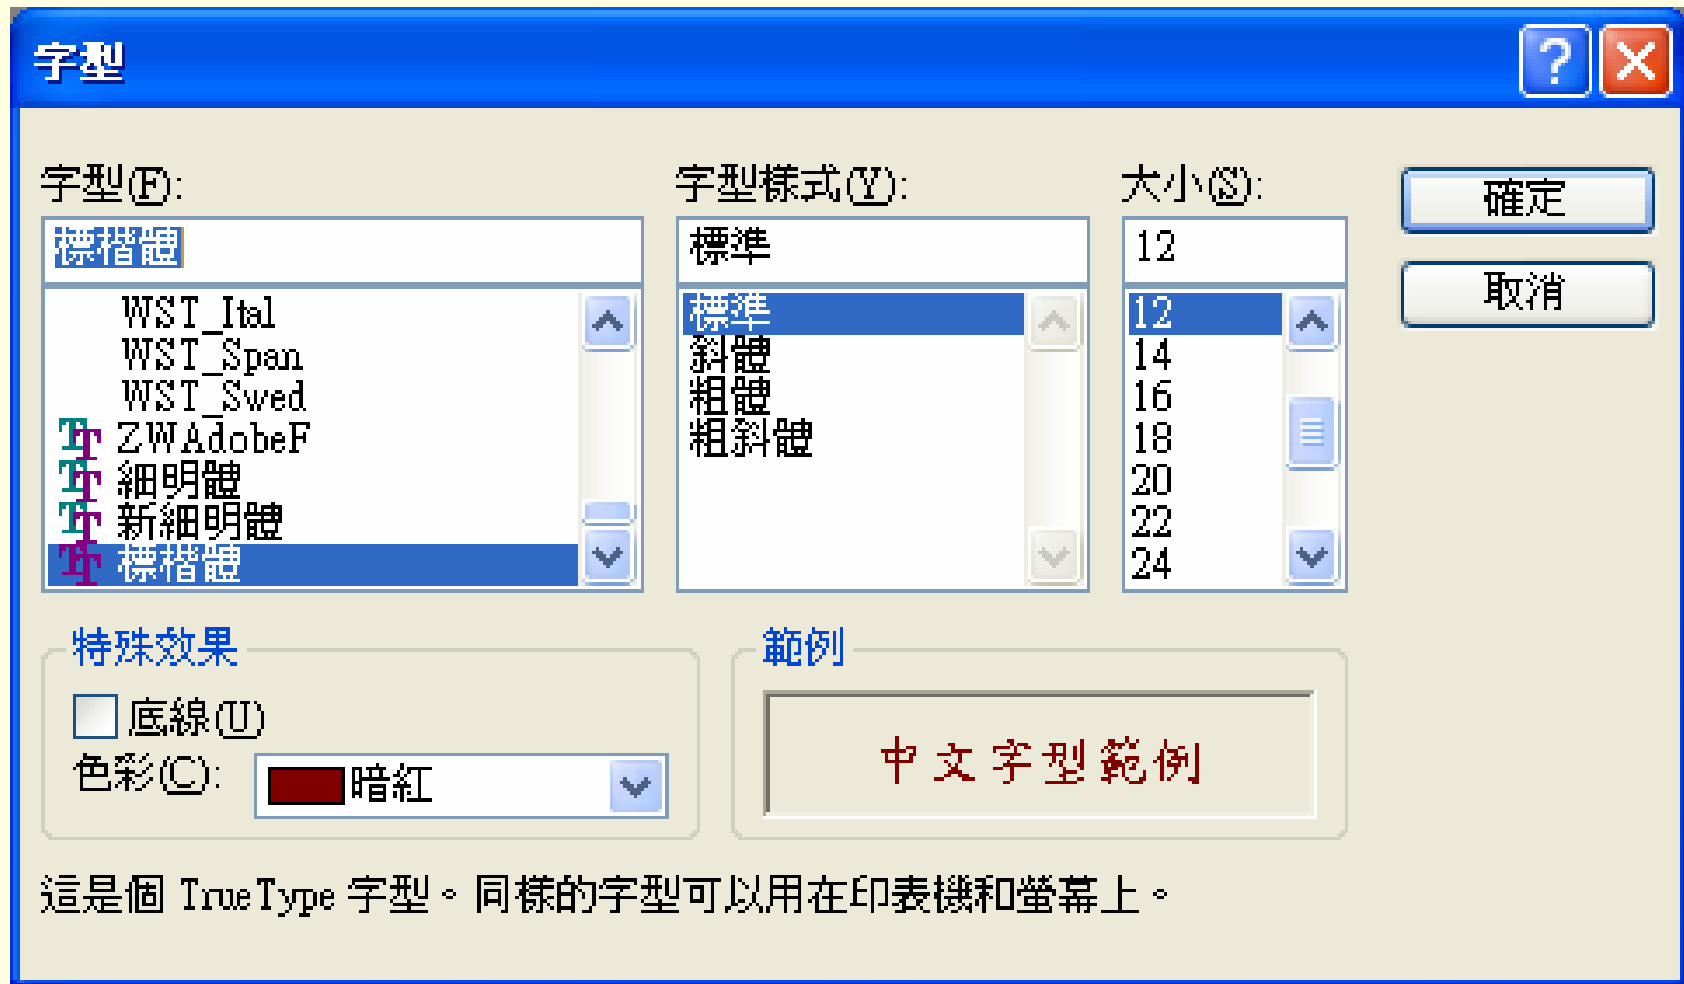 字型
字型(F):
標楷體
WST_Ital
WST_Span
WST_Swed
ZWAdobeF
細明體
新細明體
標楷體
字型樣式(Y):
標準
標準
斜體
粗體
粗斜體
大小(S):
12
12
14
16
18
20
22
24
確定
取消
特殊效果
底線(U)
色彩(C):
暗紅
範例
中文字型範例
這是個 TrueType 字型。同樣的字型可以用在印表機和螢幕上。